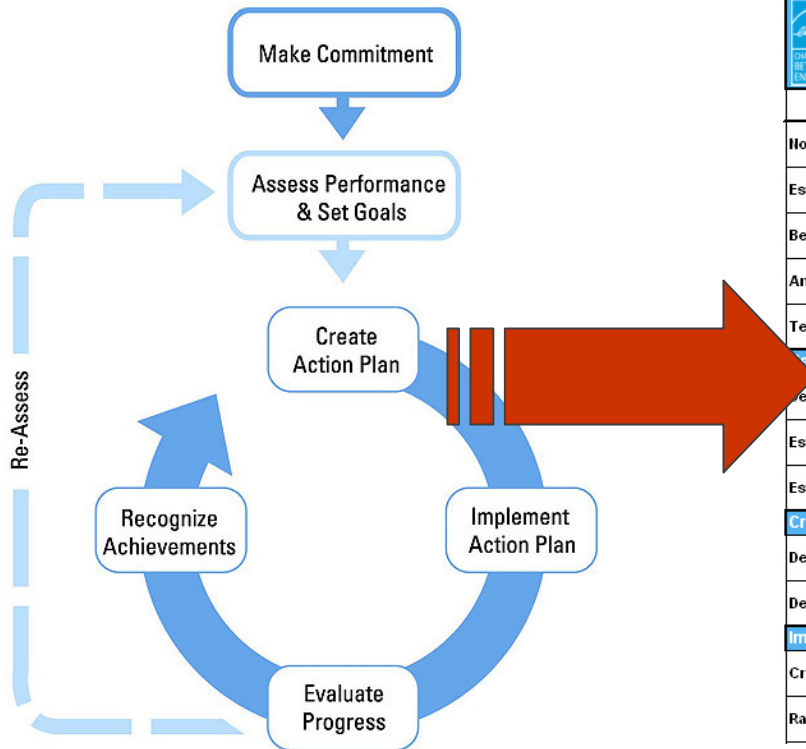 Make Commitment
Assess Performance
& Set Goals
Create
Action Plan
Re-Assess
Recognize
Achievements
Implement
Action Plan
Evaluate
Progress